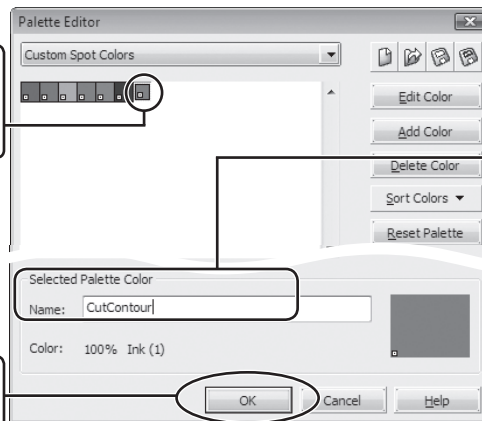 Palette Editor
Custom Spot Colors
Edit Color
Add Color
Delete Color
Sort Colors
Reset Palette
Selected Palette Color
Name: CutContour
Color: 100% Ink (1)
OK Cancel Help